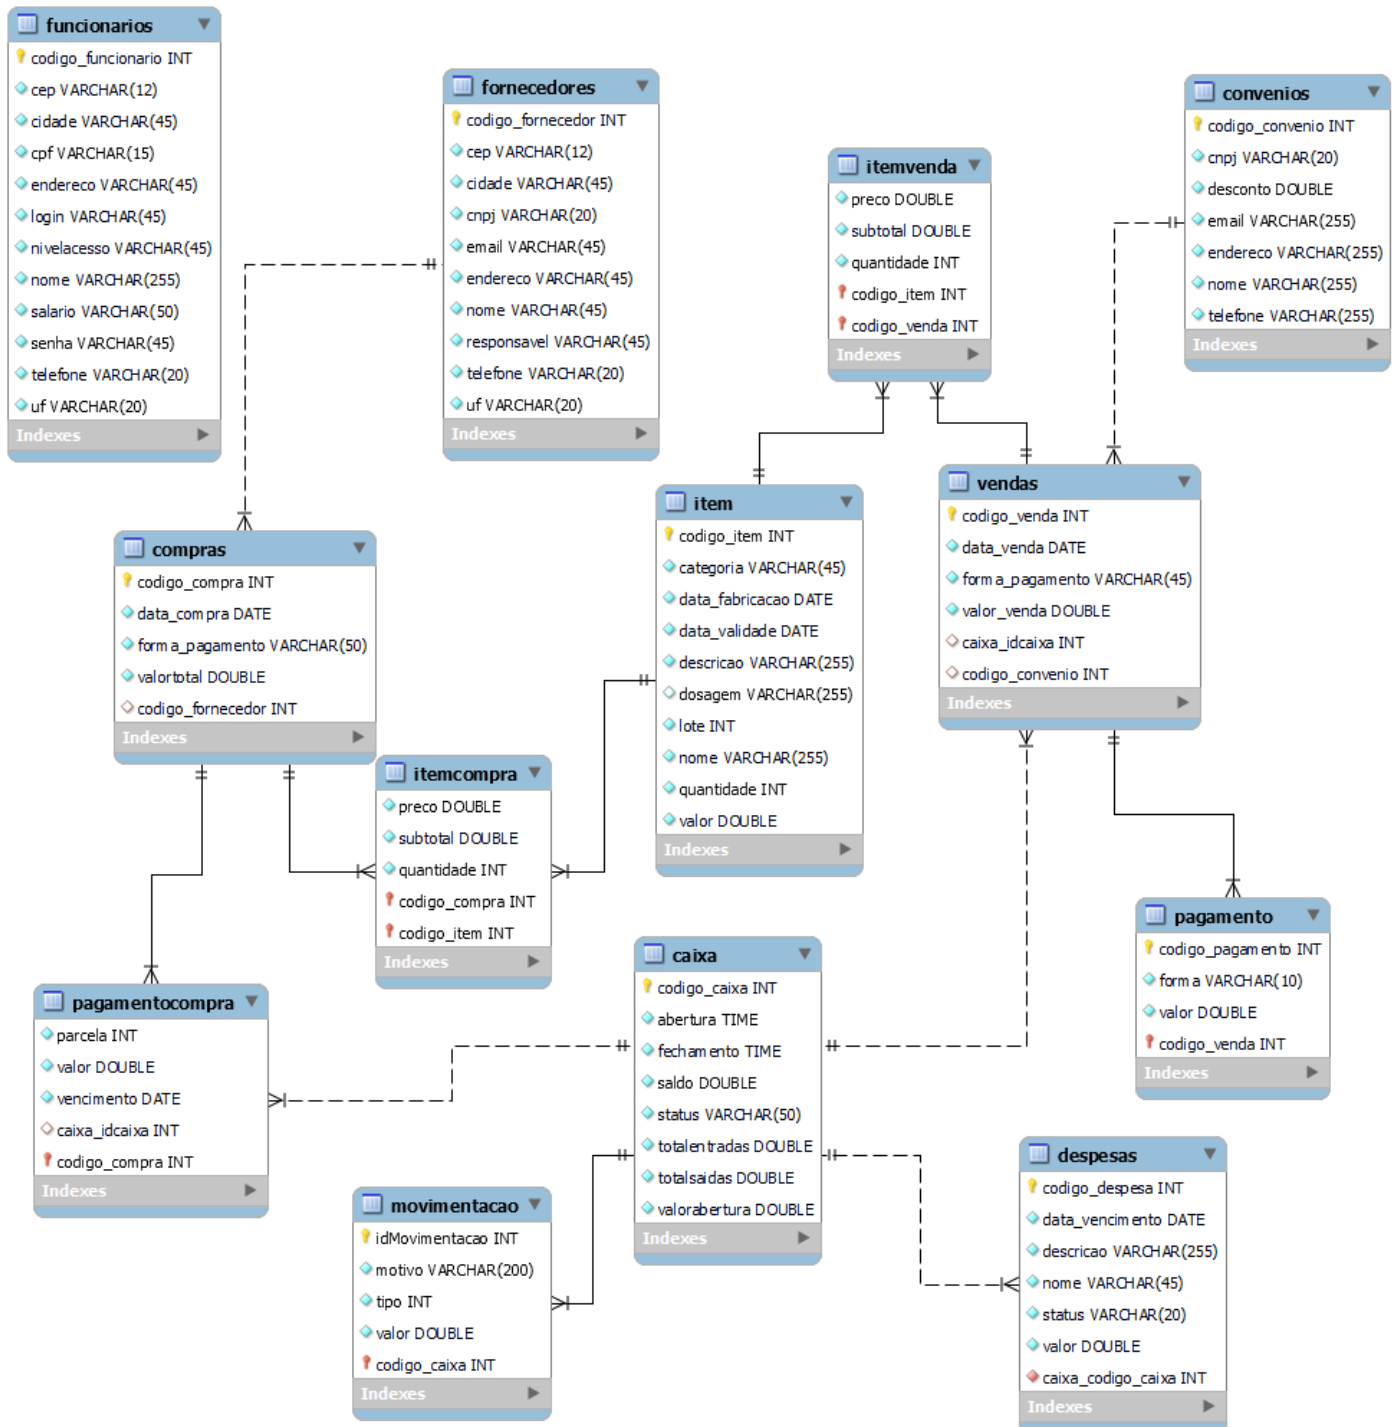 funcionarios
codigo_funcionario INT
cep VARCHAR(12)
cidade VARCHAR(45)
cpf VARCHAR(15)
endereco VARCHAR(45)
login VARCHAR(45)
nivelacesso VARCHAR(45)
nome VARCHAR(255)
salario VARCHAR(50)
senha VARCHAR(45)
telefone VARCHAR(20)
uf VARCHAR(20)
Indexes
fornecedores
codigo_fornecedor INT
cep VARCHAR(12)
cidade VARCHAR(45)
cnpj VARCHAR(20)
email VARCHAR(45)
endereco VARCHAR(45)
nome VARCHAR(45)
responsavel VARCHAR(45)
telefone VARCHAR(20)
uf VARCHAR(20)
Indexes
itemvenda
preco DOUBLE
subtotal DOUBLE
quantidade INT
codigo_item INT
codigo_venda INT
Indexes
convenios
codigo_convenio INT
cnpj VARCHAR(20)
desconto DOUBLE
email VARCHAR(255)
endereco VARCHAR(255)
nome VARCHAR(255)
telefone VARCHAR(255)
Indexes
compras
codigo_compra INT
data_compra DATE
forma_pagamento VARCHAR(50)
valortotal DOUBLE
codigo_fornecedor INT
Indexes
item
codigo_item INT
categoria VARCHAR(45)
data_fabricacao DATE
data_validade DATE
descricao VARCHAR(255)
dosagem VARCHAR(255)
lote INT
nome VARCHAR(255)
quantidade INT
valor DOUBLE
Indexes
vendas
codigo_venda INT
data_venda DATE
forma_pagamento VARCHAR(45)
valor_venda DOUBLE
caixa_idcaixa INT
codigo_convenio INT
Indexes
itemcompra
preco DOUBLE
subtotal DOUBLE
quantidade INT
codigo_compra INT
codigo_item INT
Indexes
pagamentocompra
parcela INT
valor DOUBLE
vencimento DATE
caixa_idcaixa INT
codigo_compra INT
Indexes
caixa
codigo_caixa INT
abertura TIME
fechamento TIME
saldo DOUBLE
status VARCHAR(50)
totalentradas DOUBLE
totalsaidas DOUBLE
valorabertura DOUBLE
Indexes
pagamento
codigo_pagamento INT
forma VARCHAR(10)
valor DOUBLE
codigo_venda INT
Indexes
movimentacao
idMovimentacao INT
motivo VARCHAR(200)
tipo INT
valor DOUBLE
codigo_caixa INT
Indexes
despesas
codigo_despesa INT
data_vencimento DATE
descricao VARCHAR(255)
nome VARCHAR(45)
status VARCHAR(20)
valor DOUBLE
caixa_codigo_caixa INT
Indexes